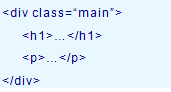 <div class=“main”>
<h1>...</h1>
<p>...</p>
</div>